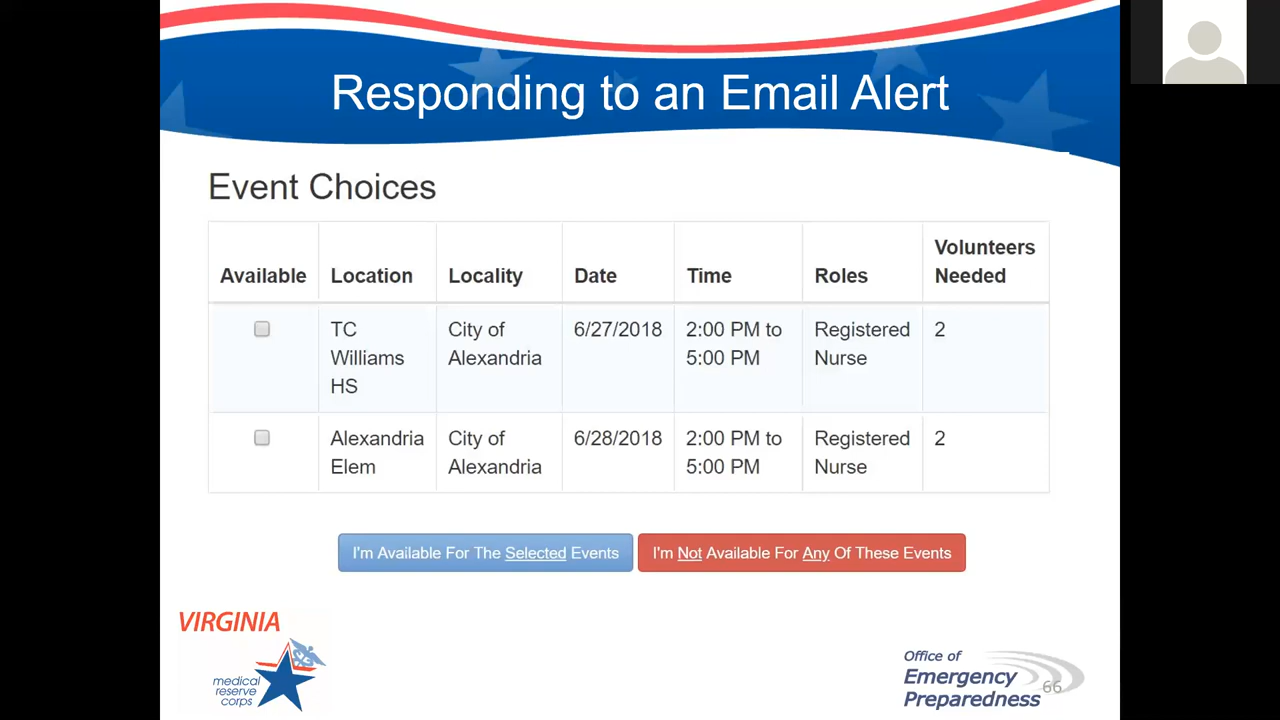 Responding to an Email Alert
Event Choices
Available Location Locality Date Time Roles Volunteers Needed
TC Williams HS City of Alexandria 6/27/2018 2:00 PM to 5:00 PM Registered Nurse 2
Alexandria Elem City of Alexandria 6/28/2018 2:00 PM to 5:00 PM Registered Nurse 2
I'm Available For The Selected Events I'm Not Available For Any Of These Events
VIRGINIA
medical
reserve
corps
Office of
Emergency
Preparedness
66